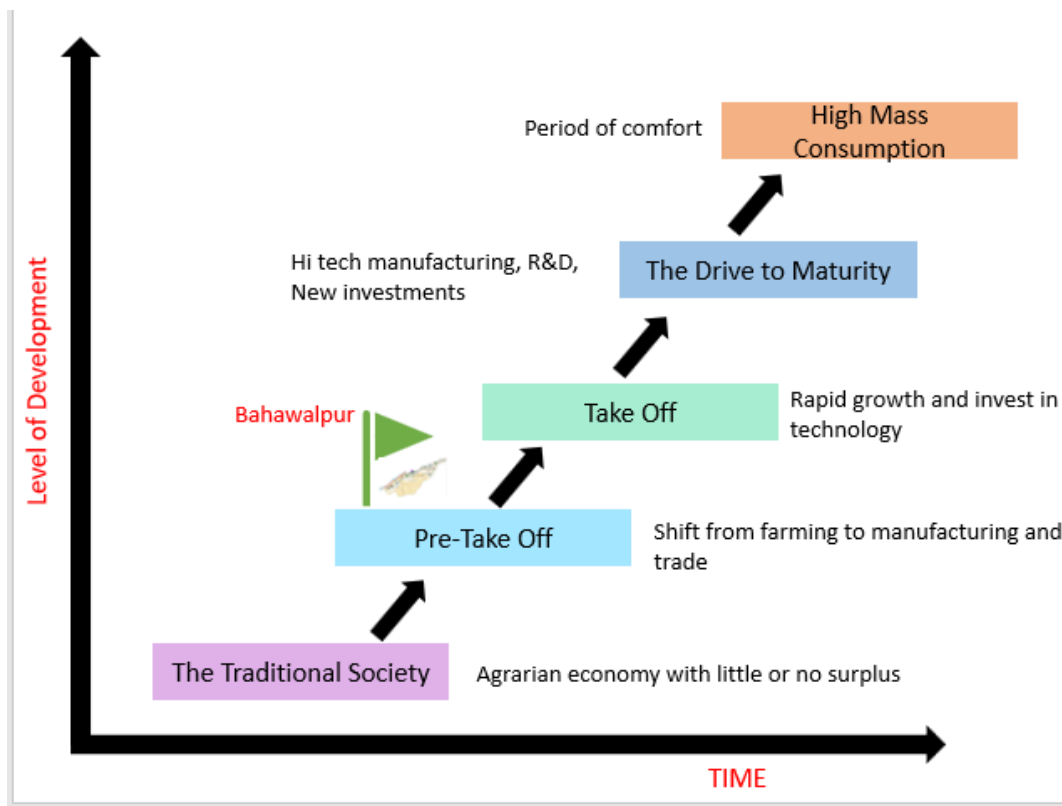 Level of Development
Period of comfort
High Mass
Consumption
Hi tech manufacturing, R&D,
New investments
The Drive to Maturity
Bahawalpur
Take Off
Rapid growth and invest in
technology
Pre-Take Off
Shift from farming to manufacturing and
trade
The Traditional Society
Agrarian economy with little or no surplus
TIME